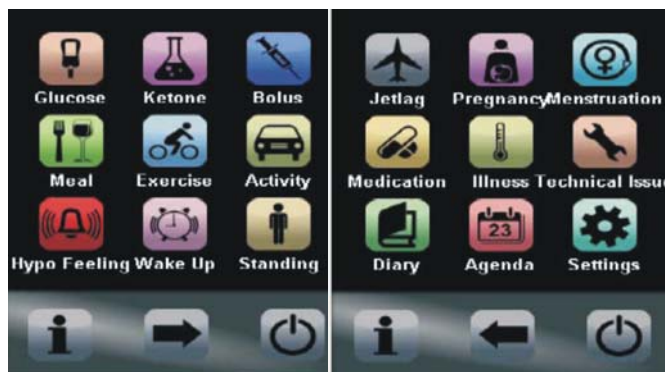 Glucose Ketone Bolus
Meal Exercise Activity
Hypo Feeling Wake Up Standing
i
Jetlag Pregnancy Menstruation
Medication Illness Technical Issu
23
Diary Agenda Settings
i